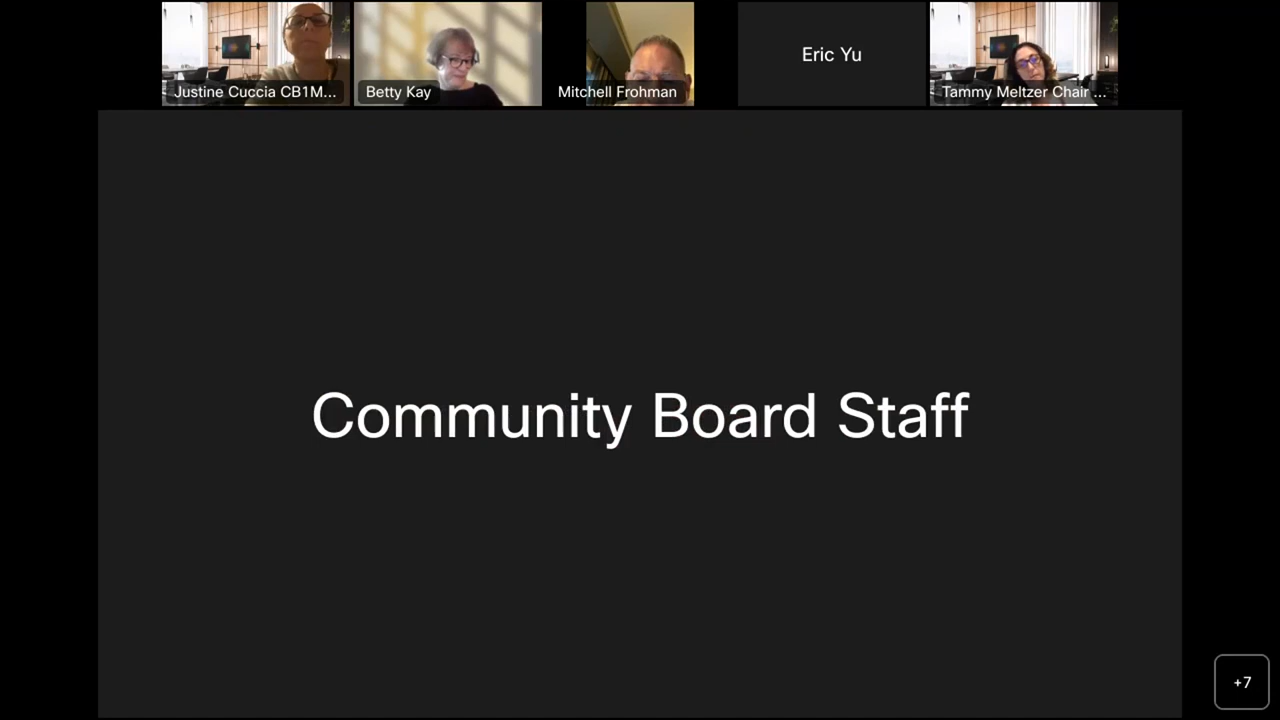 Justine Cuccia CB1M...
Betty Kay
Mitchell Frohman
Eric Yu
Tammy Meltzer Chair ...
Community Board Staff
+7